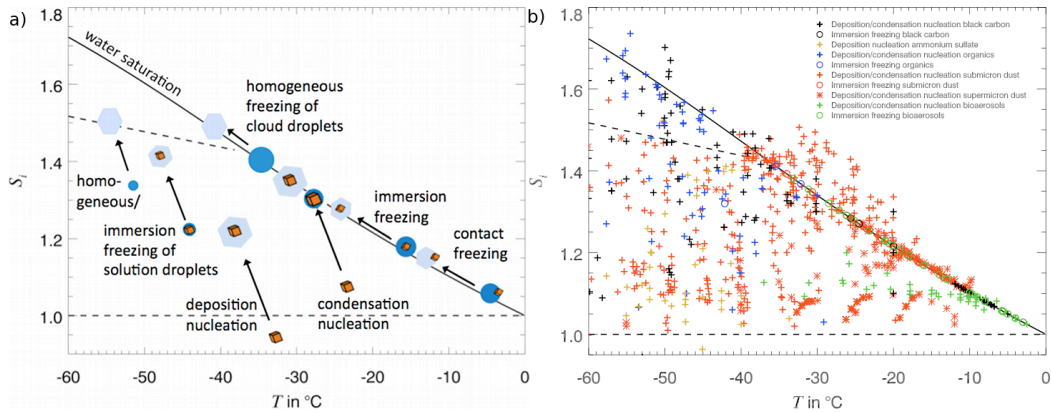 a)
1.8
1.6
1.4
1.2
1.0
S_i
water saturation
homogeneous
freezing of
cloud droplets
homo-
geneous/
immersion
freezing of
solution droplets
deposition
nucleation
condensation
nucleation
immersion
freezing
contact
freezing
-60
-50
-40
-30
-20
-10
0
T in °C
b)
1.8
1.6
1.4
1.2
1.0
S_i
Deposition/condensation nucleation black carbon
Immersion freezing black carbon
Deposition nucleation ammonium sulfate
Deposition/condensation nucleation organics
Immersion freezing organics
Deposition/condensation nucleation submicron dust
Immersion freezing submicron dust
Deposition/condensation nucleation supermicron dust
Deposition/condensation nucleation bioaerosols
Immersion freezing bioaerosols
-60
-50
-40
-30
-20
-10
0
T in °C